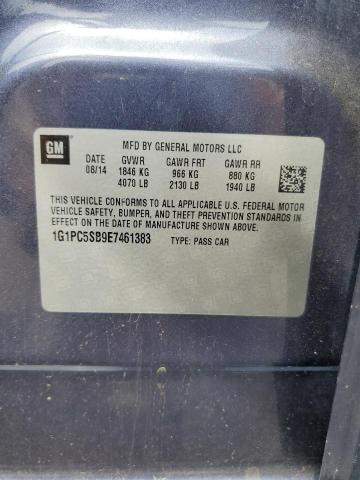 GM
MFD BY GENERAL MOTORS LLC
DATE GVWR GAWR FRT GAWR RR
08/14 1846 KG 966 KG 880 KG
4070 LB 2130 LB 1940 LB
THIS VEHICLE CONFORMS TO ALL APPLICABLE U.S. FEDERAL MOTOR
VEHICLE SAFETY, BUMPER, AND THEFT PREVENTION STANDARDS IN
EFFECT ON THE DATE OF MANUFACTURE SHOWN ABOVE.
1G1PC5SB9E7461383 TYPE: PASS CAR